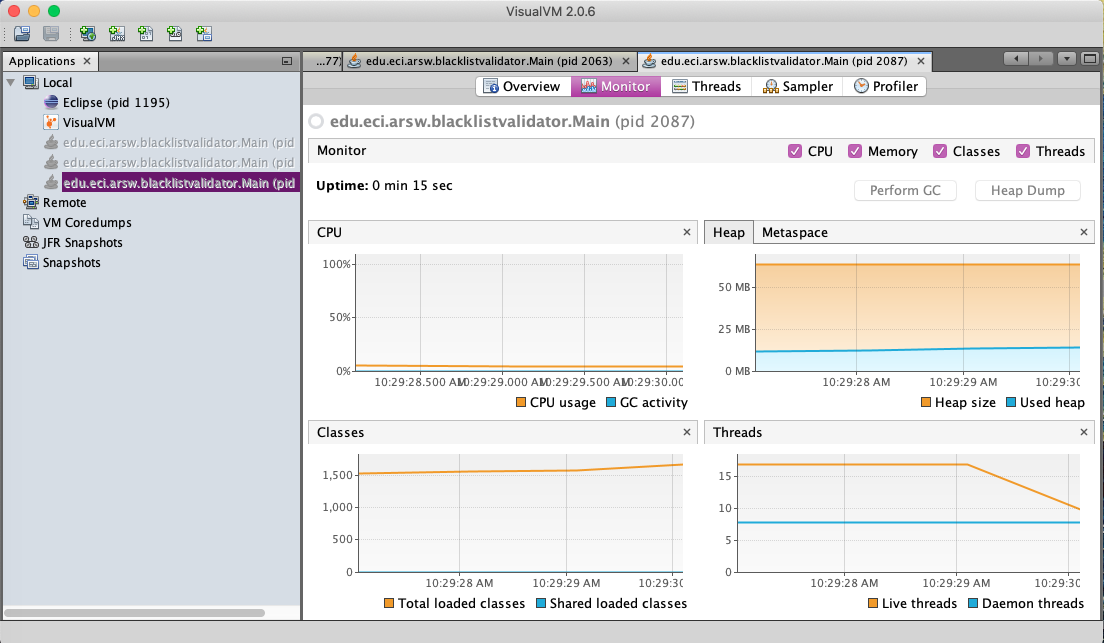 VisualVM 2.0.6
Applications
Local
Eclipse (pid 1195)
VisualVM
edu.eci.arsw.blacklistvalidator.Main (pid
edu.eci.arsw.blacklistvalidator.Main (pid
edu.eci.arsw.blacklistvalidator.Main (pid
Remote
VM Coredumps
JFR Snapshots
Snapshots
...77) edu.eci.arsw.blacklistvalidator.Main (pid 2063) edu.eci.arsw.blacklistvalidator.Main (pid 2087)
Overview Monitor Threads Sampler Profiler
edu.eci.arsw.blacklistvalidator.Main (pid 2087)
Monitor CPU Memory Classes Threads
Uptime: 0 min 15 sec Perform GC Heap Dump
CPU
100%
50%
0%
10:29:28.500 AM 10:29:29.000 AM 10:29:29.500 AM 10:29:30.00
CPU usage GC activity
Heap Metaspace
50 MB
25 MB
0 MB
10:29:28 AM 10:29:29 AM 10:29:30
Heap size Used heap
Classes
1,500
1,000
500
0
10:29:28 AM 10:29:29 AM 10:29:30
Total loaded classes Shared loaded classes
Threads
15
10
5
0
10:29:28 AM 10:29:29 AM 10:29:30
Live threads Daemon threads